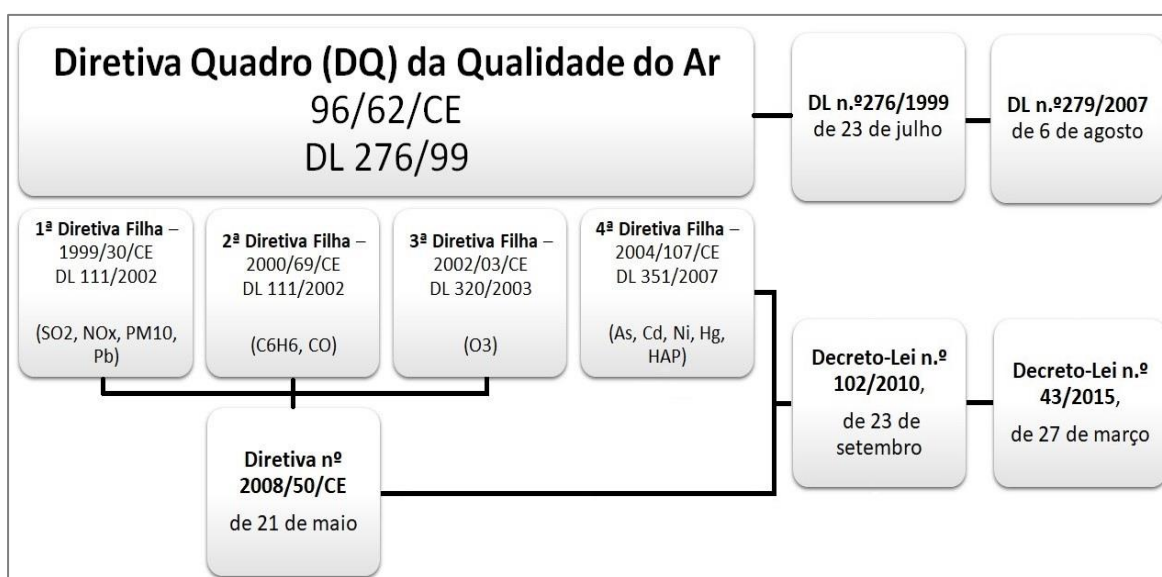 Diretiva Quadro (DQ) da Qualidade do Ar
96/62/CE
DL 276/99
DL n.º276/1999
de 23 de julho
DL n.º279/2007
de 6 de agosto
1ª Diretiva Filha –
1999/30/CE
DL 111/2002
(SO2, NOx, PM10,
Pb)
2ª Diretiva Filha –
2000/69/CE
DL 111/2002
(C6H6, CO)
3ª Diretiva Filha –
2002/03/CE
DL 320/2003
(O3)
4ª Diretiva Filha –
2004/107/CE
DL 351/2007
(As, Cd, Ni, Hg,
HAP)
Diretiva nº
2008/50/CE
de 21 de maio
Decreto-Lei n.º
102/2010,
de 23 de
setembro
Decreto-Lei n.º
43/2015,
de 27 de março